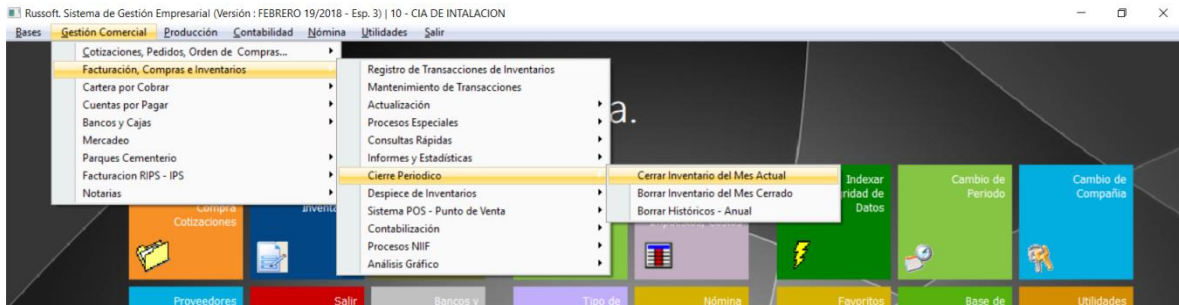 Russoft. Sistema de Gestión Empresarial (Versión : FEBRERO 19/2018 - Esp. 3) | 10 - CIA DE INTALACION
Bases Gestión Comercial Producción Contabilidad Nómina Utilidades Salir
Cotizaciones, Pedidos, Orden de Compras...
Facturación, Compras e Inventarios
Cartera por Cobrar
Cuentas por Pagar
Bancos y Cajas
Mercadeo
Parques Cementerio
Facturacion RIPS - IPS
Notarias
Registro de Transacciones de Inventarios
Mantenimiento de Transacciones
Actualización
Procesos Especiales
Consultas Rápidas
Informes y Estadísticas
Cierre Periodico
Despiece de Inventarios
Sistema POS - Punto de Venta
Contabilización
Procesos NIIF
Análisis Gráfico
Cerrar Inventario del Mes Actual
Borrar Inventario del Mes Cerrado
Borrar Históricos - Anual
a.
Compra
Cotizaciones
Indexar
Datos
Cambio de
Periodo
Cambio de
Compañia
Proveedores
Salir
Bancos y
Tipo de
Nómina
Favoritos
Base de
Utilidades